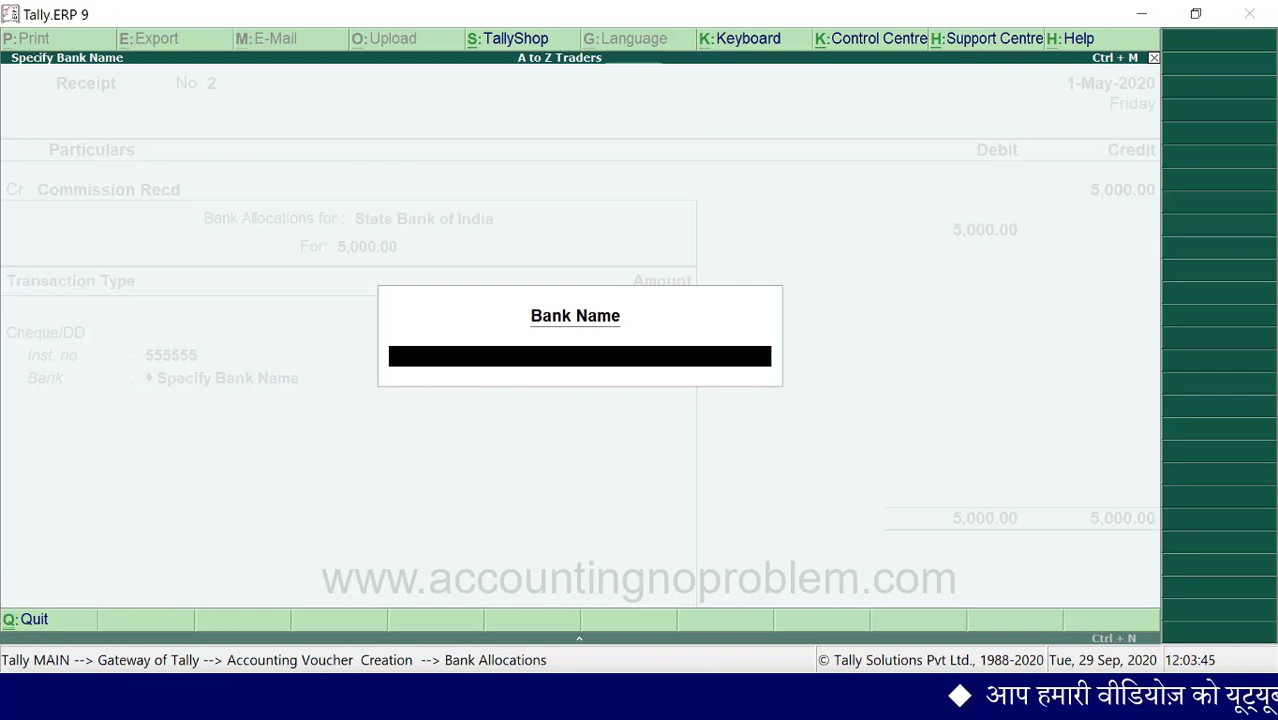 Tally.ERP 9
P:Print E:Export M:E-Mail O:Upload S:TallyShop G:Language K:Keyboard K:Control Centre H:Support Centre H:Help
Specify Bank Name A to Z Traders Ctrl + M
Receipt No. 2 1-May-2020
Friday
Particulars Debit Credit
Cr Commission Recd 5,000.00
Bank Allocations for : State Bank of India
5,000.00
For: 5,000.00
Transaction Type Amount
Bank Name
Cheque/DD
Inst. no. : 555555
Bank : ♦ Specify Bank Name
5,000.00 5,000.00
www.accountingnoproblem.com
Q:Quit
Ctrl + N
Tally MAIN --> Gateway of Tally --> Accounting Voucher Creation --> Bank Allocations © Tally Solutions Pvt Ltd., 1988-2020 Tue, 29 Sep, 2020 12:03:45
◆ आप हमारी वीडियोज़ को यूट्यूब